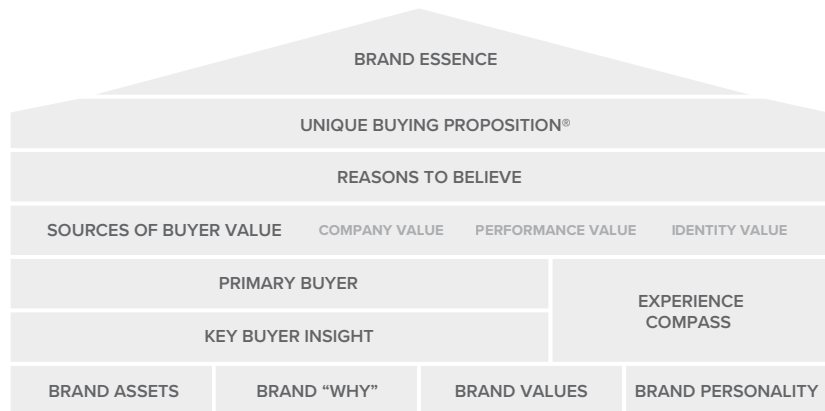 BRAND ESSENCE
UNIQUE BUYING PROPOSITION®
REASONS TO BELIEVE
SOURCES OF BUYER VALUE COMPANY VALUE PERFORMANCE VALUE IDENTITY VALUE
PRIMARY BUYER
KEY BUYER INSIGHT
EXPERIENCE
COMPASS
BRAND ASSETS BRAND “WHY” BRAND VALUES BRAND PERSONALITY